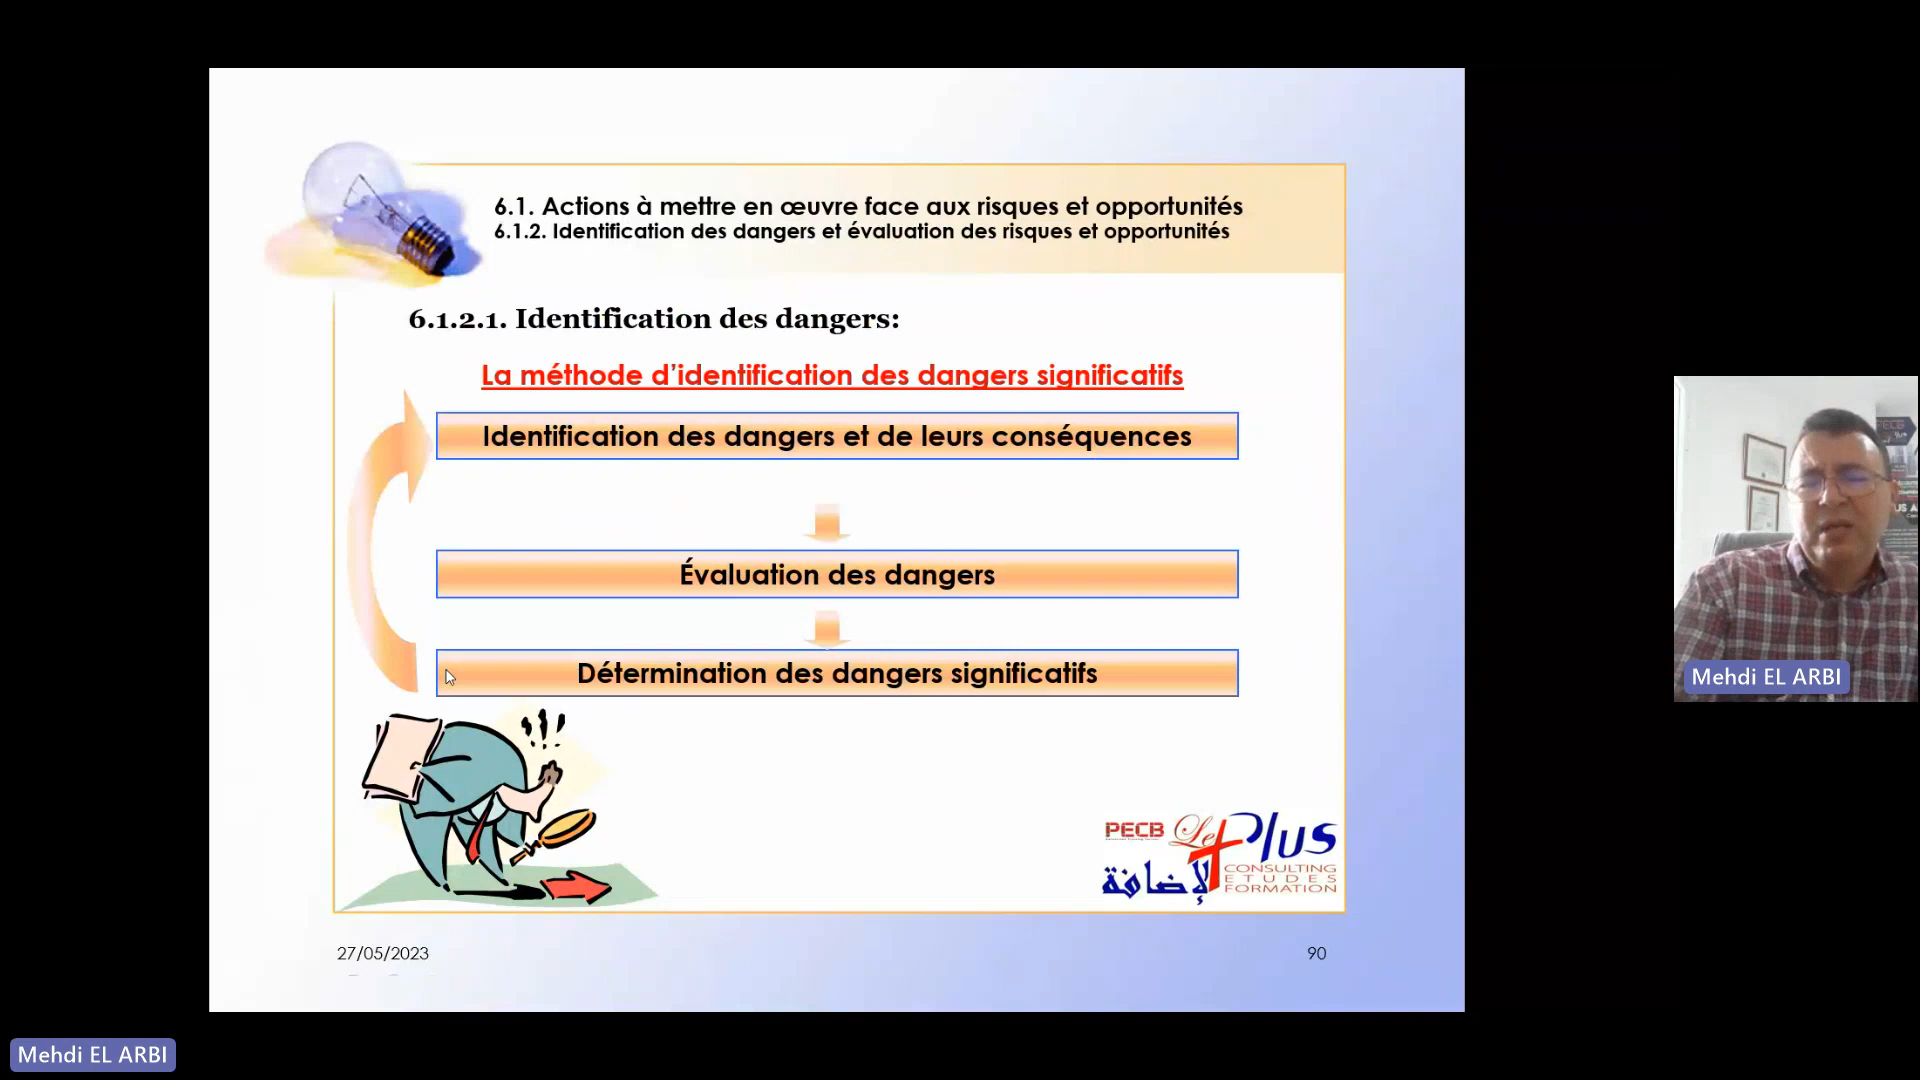 6.1. Actions à mettre en œuvre face aux risques et opportunités
6.1.2. Identification des dangers et évaluation des risques et opportunités
6.1.2.1. Identification des dangers:
La méthode d’identification des dangers significatifs
Identification des dangers et de leurs conséquences
Évaluation des dangers
Détermination des dangers significatifs
PECB Le Plus
الإضافة
CONSULTING
ETUDES
FORMATION
27/05/2023
90
PECB
Mehdi EL ARBI
Mehdi EL ARBI